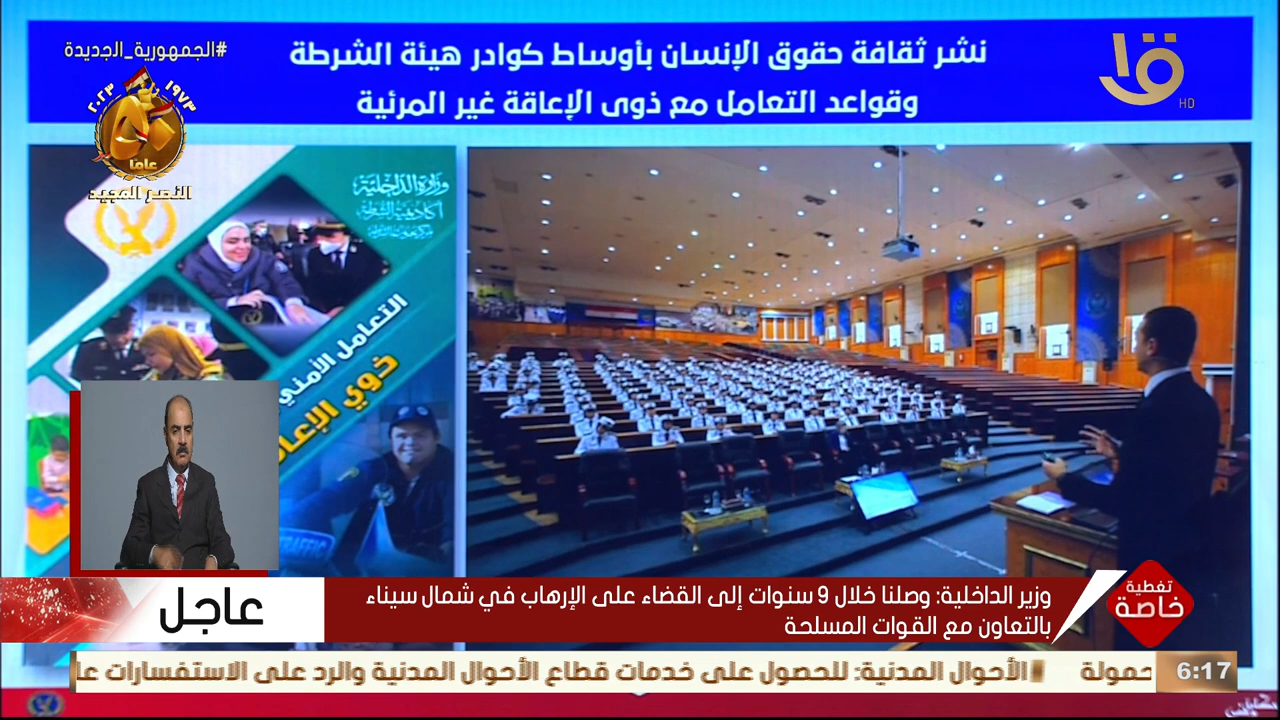 #الجمهورية_الجديدة
نشر ثقافة حقوق الإنسان بأوساط كوادر هيئة الشرطة
وقواعد التعامل مع ذوى الإعاقة غير المرئية
HD
١٩٧٣ ٢٠٢٣
عامًا
النصر المجيد
وزارة الداخلية
أكاديمية الشرطة
التعامل الأمني
ذوي الإعا
TRAFFIC
تغطية
خاصة
وزير الداخلية: وصلنا خلال 9 سنوات إلى القضاء على الإرهاب في شمال سيناء
بالتعاون مع القوات المسلحة
عاجل
6:17
حمولة الأحوال المدنية: للحصول على خدمات قطاع الأحوال المدنية والرد على الاستفسارات عا